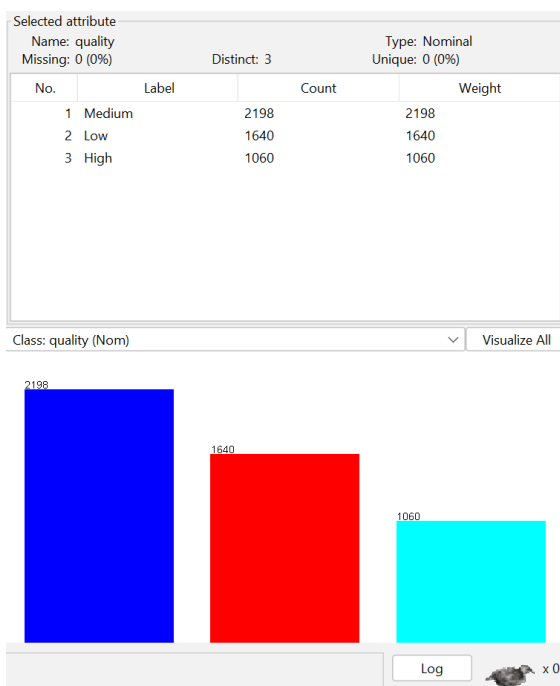 Selected attribute
Name: quality Type: Nominal
Missing: 0 (0%) Distinct: 3 Unique: 0 (0%)
No. Label Count Weight
1 Medium 2198 2198
2 Low 1640 1640
3 High 1060 1060
Class: quality (Nom) Visualize All
2198
1640
1060
Log x 0